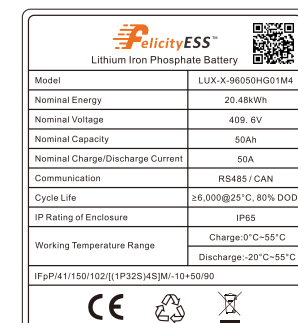 FelicityESS™
Lithium Iron Phosphate Battery
Model LUX-X-96050HG01M4
Nominal Energy 20.48kWh
Nominal Voltage 409. 6V
Nominal Capacity 50Ah
Nominal Charge/Discharge Current 50A
Communication RS485 / CAN
Cycle Life ≥6,000@25°C, 80% DOD
IP Rating of Enclosure IP65
Working Temperature Range Charge:0°C~55°C
Discharge:-20°C~55°C
IFpP/41/150/102/[(1P32S)4S]M/-10+50/90
CE